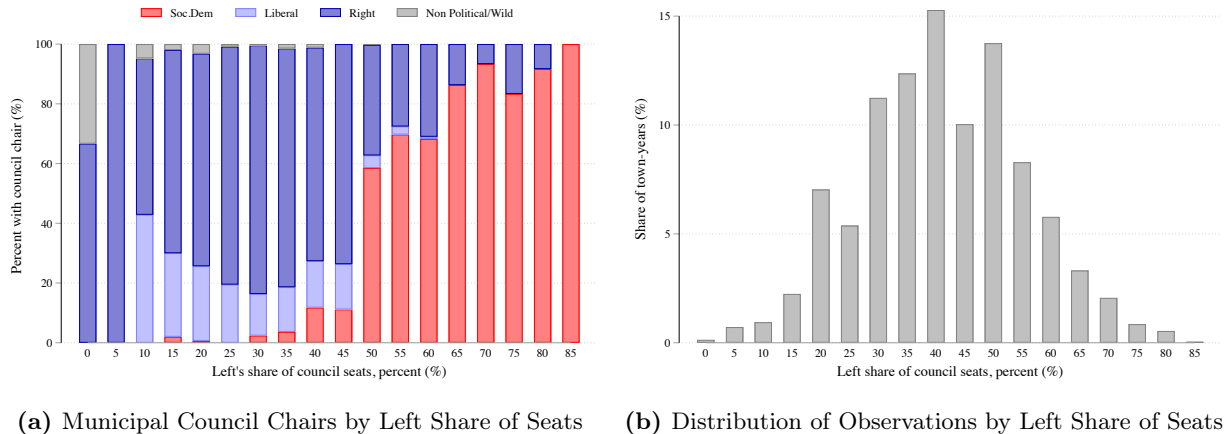 Soc.Dem Liberal Right Non Political/Wild
Percent with council chair (%)
100
80
60
40
20
0
0 5 10 15 20 25 30 35 40 45 50 55 60 65 70 75 80 85
Left's share of council seats, percent (%)
(a) Municipal Council Chairs by Left Share of Seats
Share of town-years (%)
15
10
5
0
0 5 10 15 20 25 30 35 40 45 50 55 60 65 70 75 80 85
Left share of council seats, percent (%)
(b) Distribution of Observations by Left Share of Seats